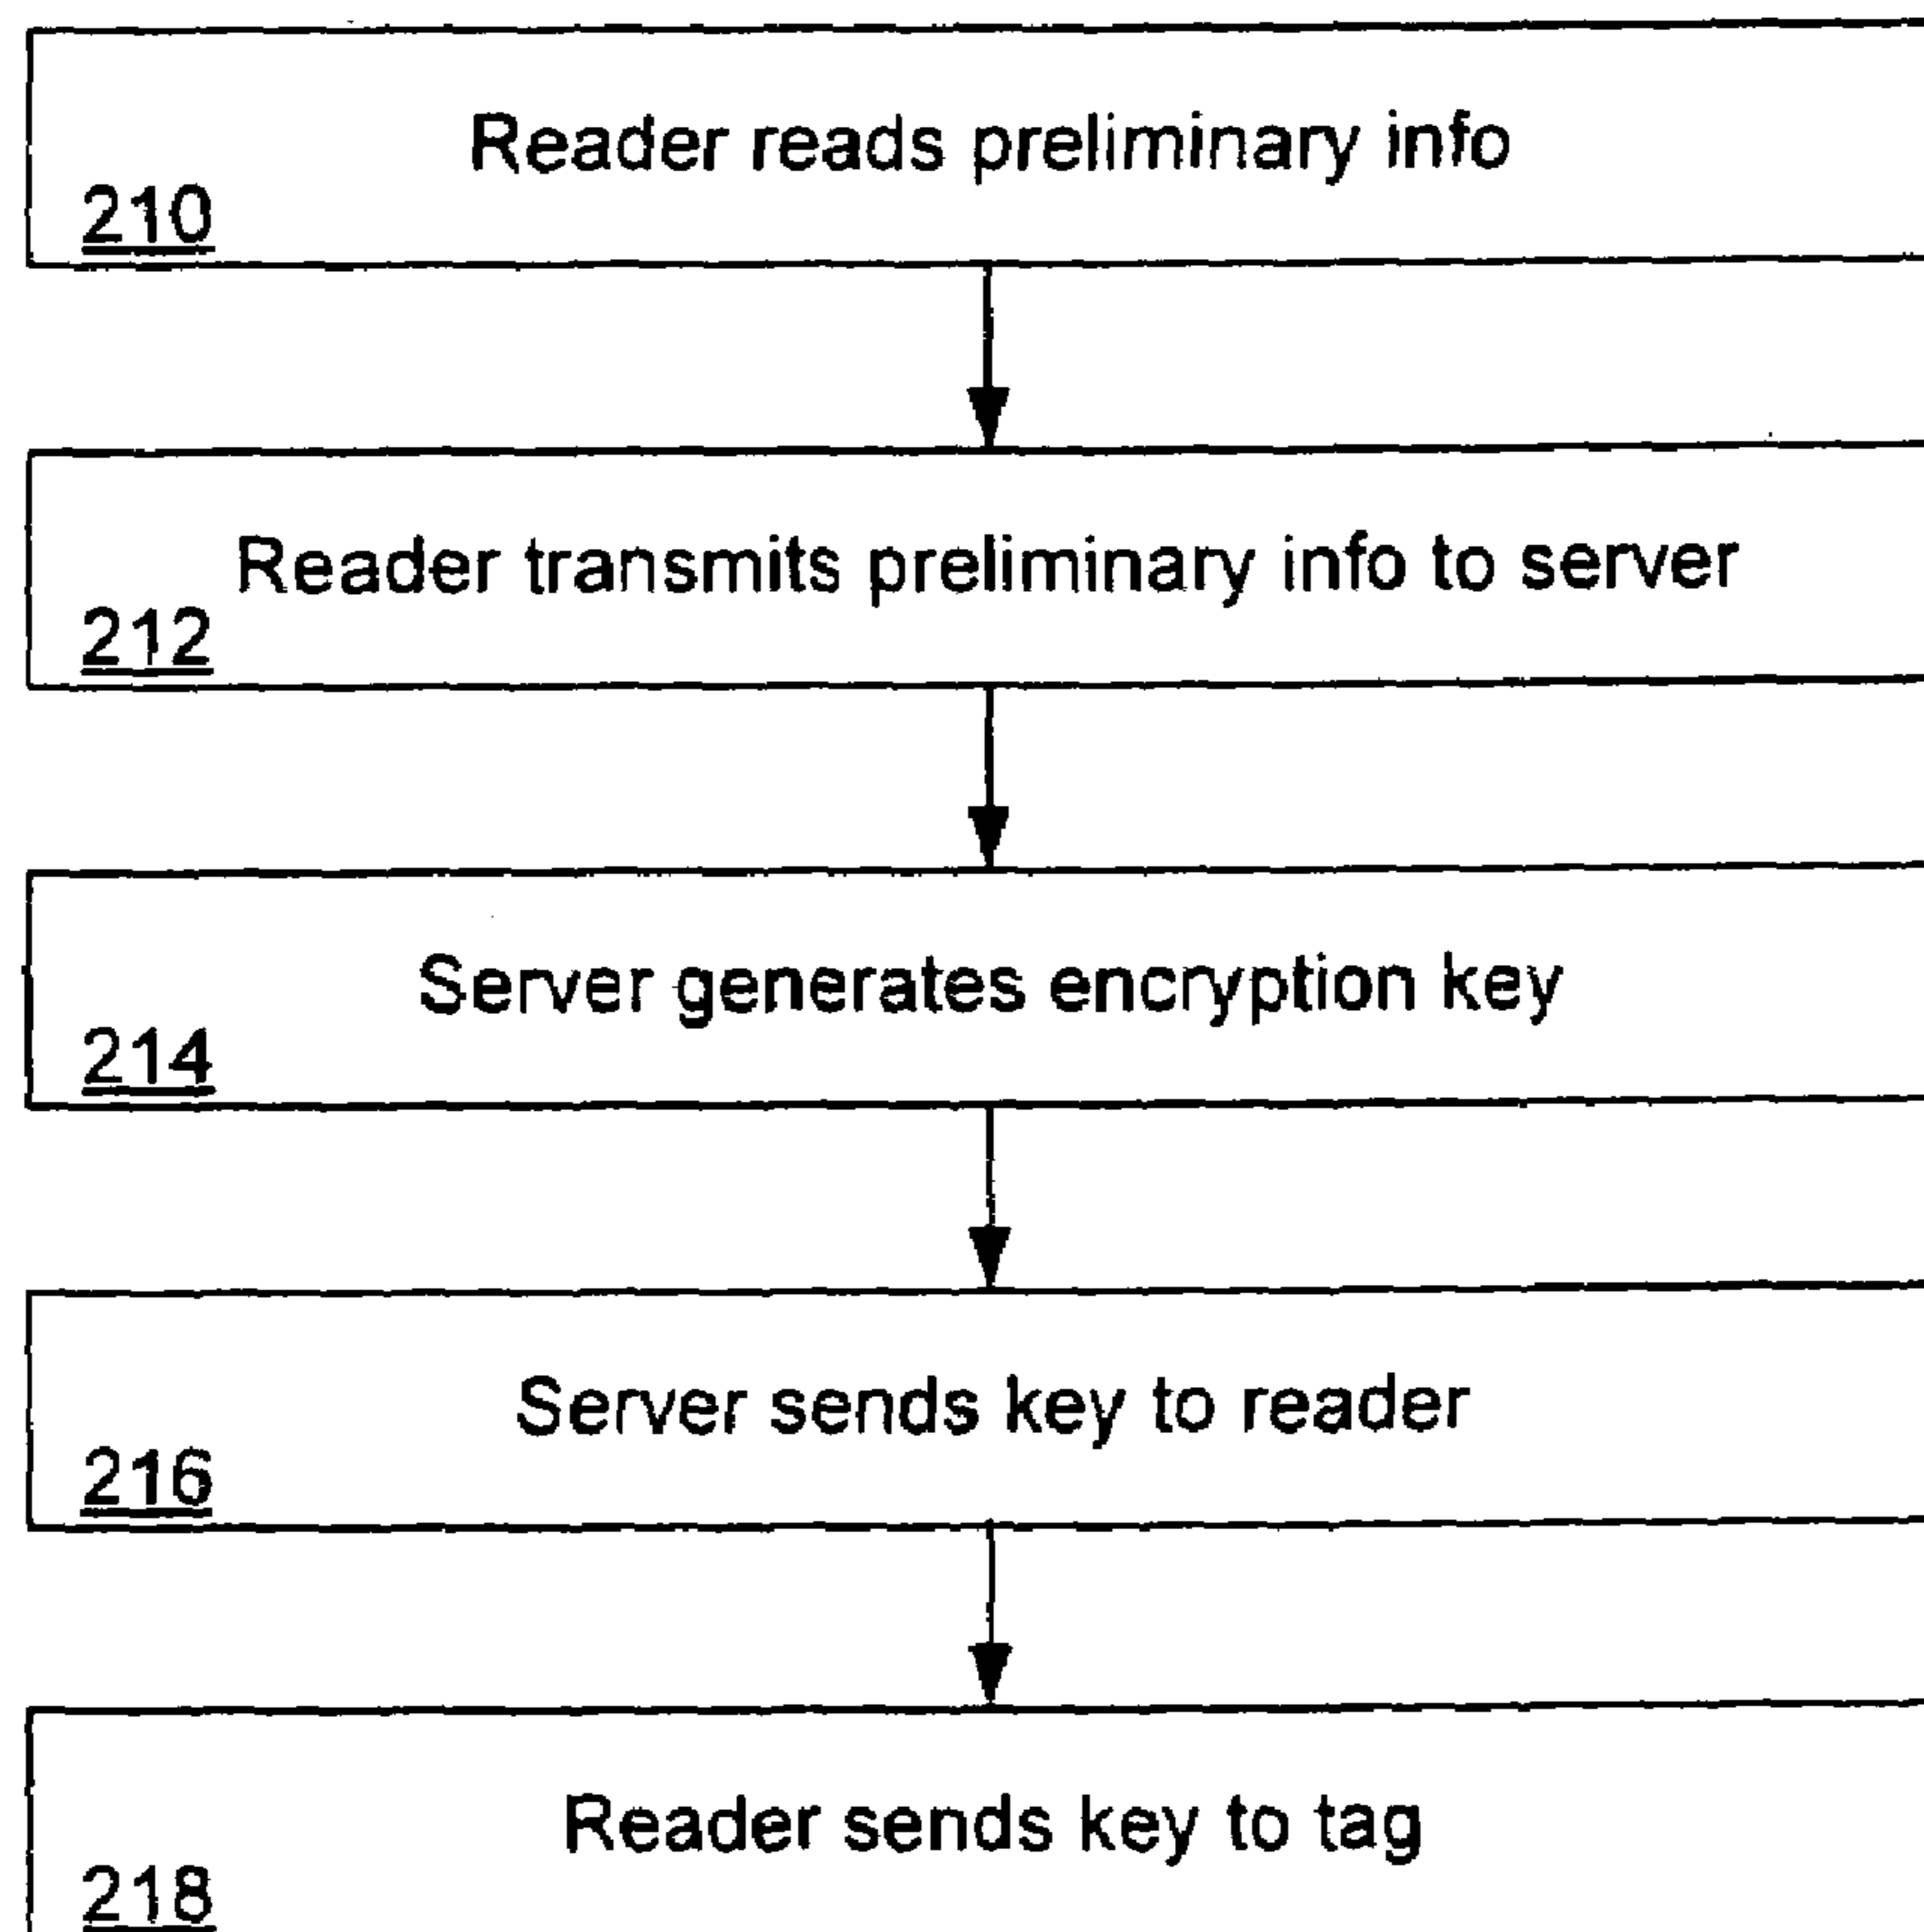 Reader reads preliminary info
210
Reader transmits preliminary info to server
212
Server generates encryption key
214
Server sends key to reader
216
Reader sends key to tag
218